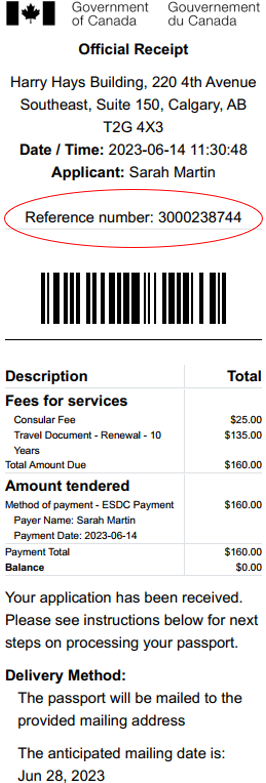 Government Gouvernement
of Canada du Canada
Official Receipt
Harry Hays Building, 220 4th Avenue
Southeast, Suite 150, Calgary, AB
T2G 4X3
Date / Time: 2023-06-14 11:30:48
Applicant: Sarah Martin
Reference number: 3000238744
Description Total
Fees for services
Consular Fee $25.00
Travel Document - Renewal - 10 $135.00
Years
Total Amount Due $160.00
Amount tendered
Method of payment - ESDC Payment $160.00
Payer Name: Sarah Martin
Payment Date: 2023-06-14
Payment Total $160.00
Balance $0.00
Your application has been received.
Please see instructions below for next
steps on processing your passport.
Delivery Method:
The passport will be mailed to the
provided mailing address
The anticipated mailing date is:
Jun 28, 2023